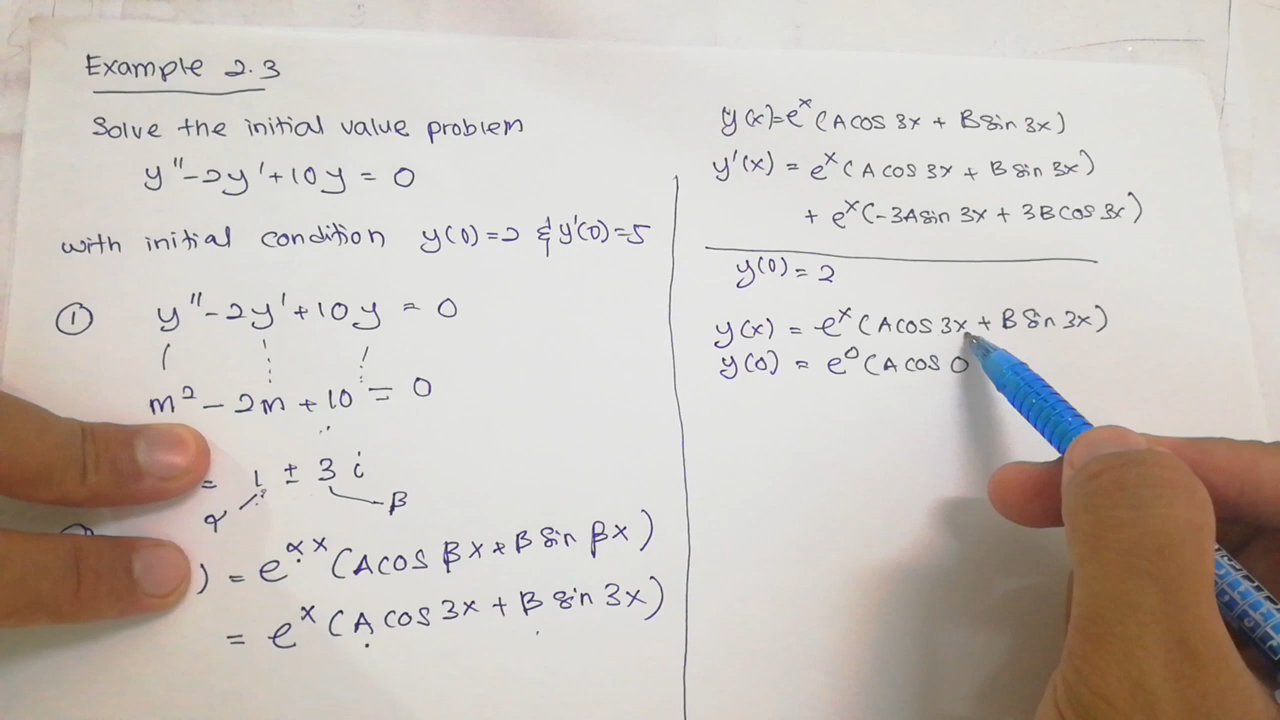 Example 2.3
Solve the initial value problem
y'' - 2y' + 10y = 0
with initial condition y(0)=2 & y'(0)=5
① y'' - 2y' + 10y = 0
m² - 2m + 10 = 0
= 1 ± 3 i
α β
) = e^αx (A cos βx + B sin βx)
= e^x (A cos 3x + B sin 3x)
y(x) = e^x (A cos 3x + B sin 3x)
y'(x) = e^x (A cos 3x + B sin 3x)
+ e^x (-3A sin 3x + 3B cos 3x)
y(0) = 2
y(x) = e^x (A cos 3x + B sin 3x)
y(0) = e^0 (A cos 0